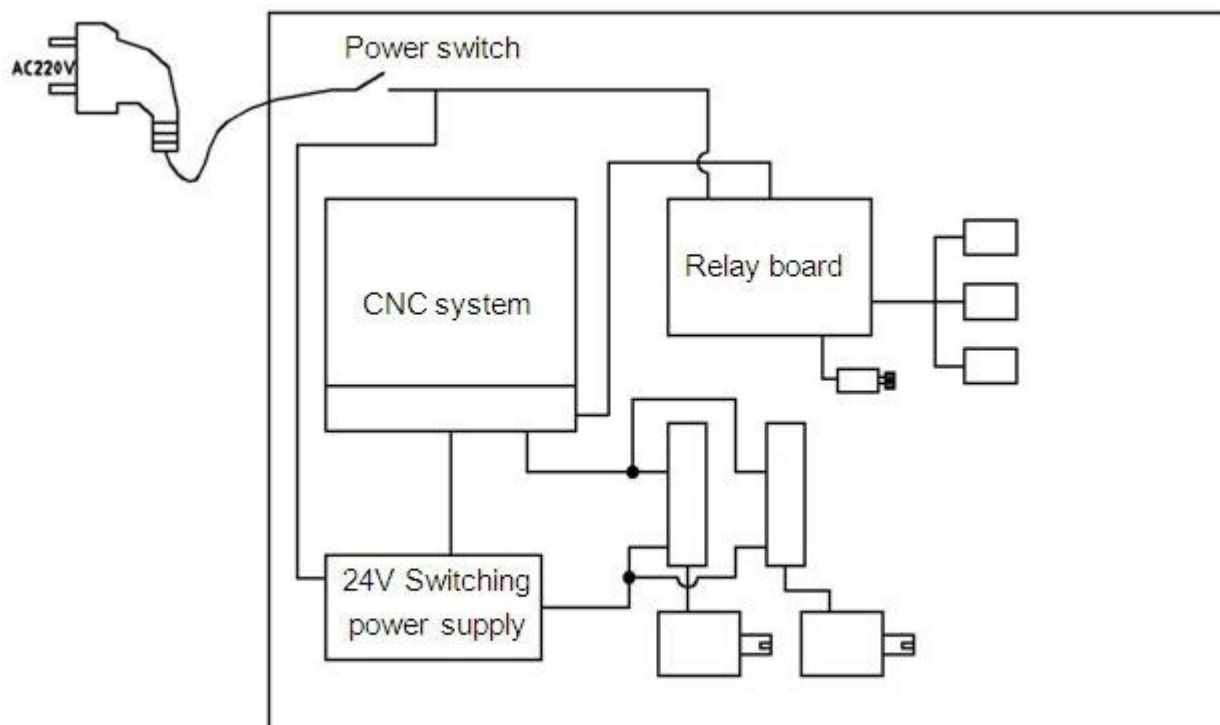 Power switch
AC220V
Relay board
CNC system
24V Switching
power supply